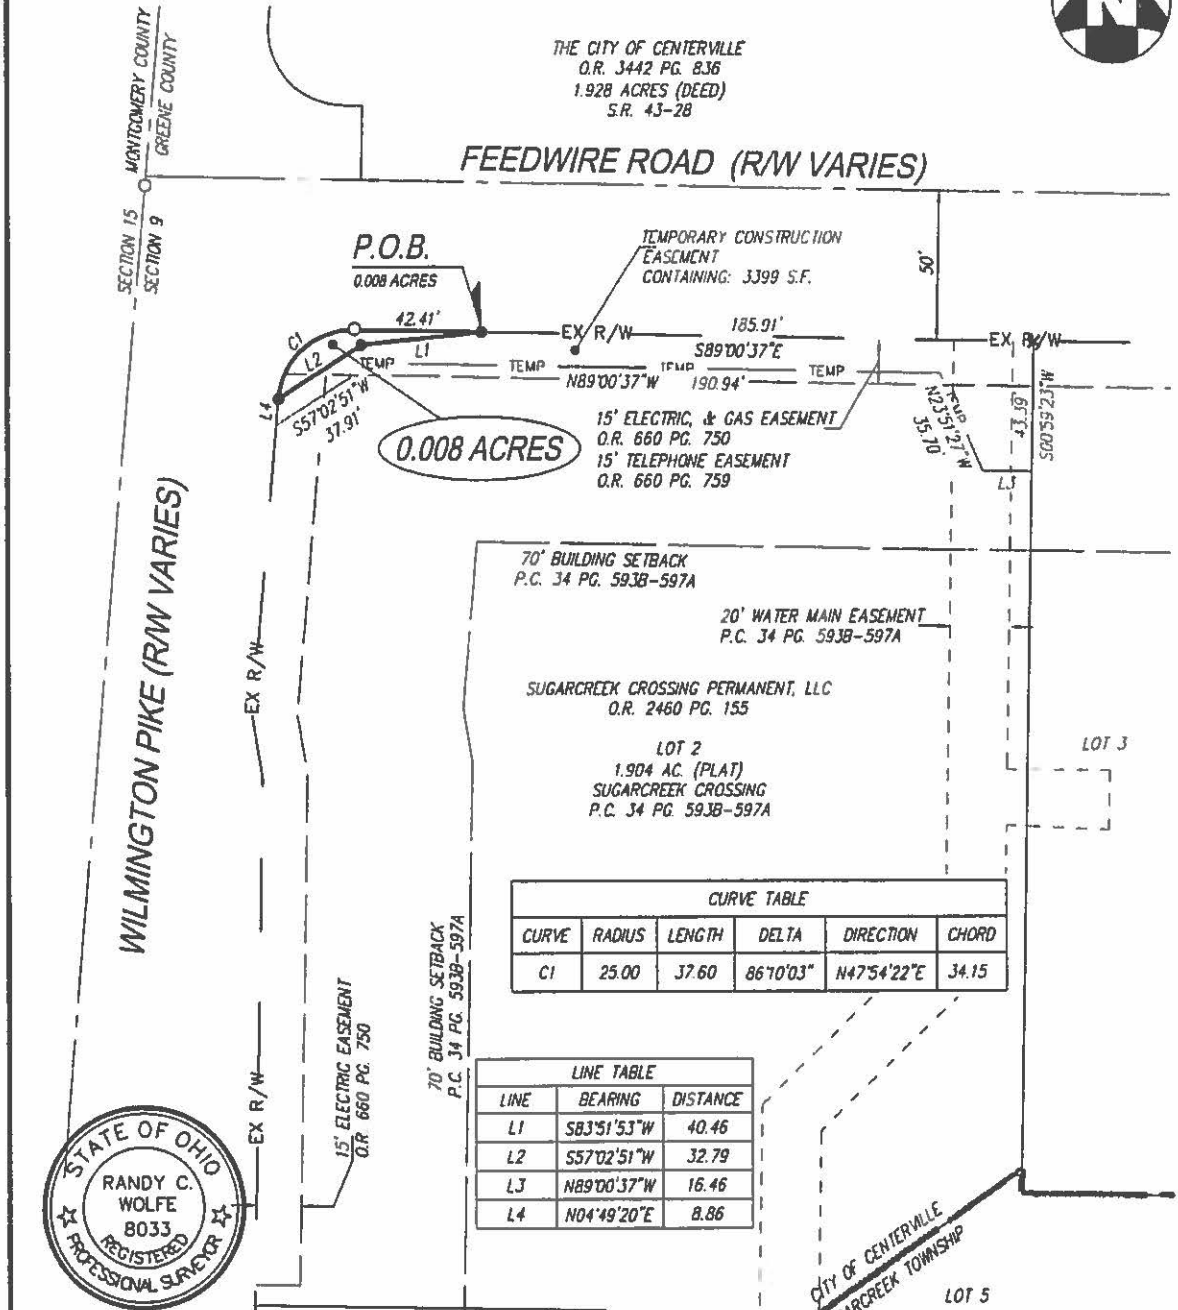 N
MONTGOMERY COUNTY
GREENE COUNTY
THE CITY OF CENTERVILLE
O.R. 3442 PG. 836
1.928 ACRES (DEED)
S.R. 43-28
FEEDWIRE ROAD (R/W VARIES)
SECTION 15
SECTION 9
P.O.B.
0.008 ACRES
TEMPORARY CONSTRUCTION
EASEMENT
CONTAINING: 3399 S.F.
50'
42.41'
EX R/W
185.91'
S89°00'37"E
EX R/W
C1
L2
L1
TEMP
TEMP
TEMP
TEMP
N89°00'37"W 190.94'
L4
S57°02'51"W
37.91'
0.008 ACRES
15' ELECTRIC, & GAS EASEMENT
O.R. 660 PG. 750
15' TELEPHONE EASEMENT
O.R. 660 PG. 759
TEMP
N23°51'27"W
35.70'
43.39'
S00°59'23"W
L3
WILMINGTON PIKE (R/W VARIES)
70' BUILDING SETBACK
P.C. 34 PG. 593B-597A
20' WATER MAIN EASEMENT
P.C. 34 PG. 593B-597A
EX R/W
SUGARCREEK CROSSING PERMANENT, LLC
O.R. 2460 PG. 155
LOT 2
1.904 AC. (PLAT)
SUGARCREEK CROSSING
P.C. 34 PG. 593B-597A
LOT 3
CURVE TABLE
CURVE RADIUS LENGTH DELTA DIRECTION CHORD
C1 25.00 37.60 86°10'03" N47°54'22"E 34.15
70' BUILDING SETBACK
P.C. 34 PG. 593B-597A
15' ELECTRIC EASEMENT
O.R. 660 PG. 750
EX R/W
LINE TABLE
LINE BEARING DISTANCE
L1 S83°51'53"W 40.46
L2 S57°02'51"W 32.79
L3 N89°00'37"W 16.46
L4 N04°49'20"E 8.86
STATE OF OHIO
RANDY C.
WOLFE
8033
REGISTERED
PROFESSIONAL SURVEYOR
CITY OF CENTERVILLE
ARCREEK TOWNSHIP
LOT 5